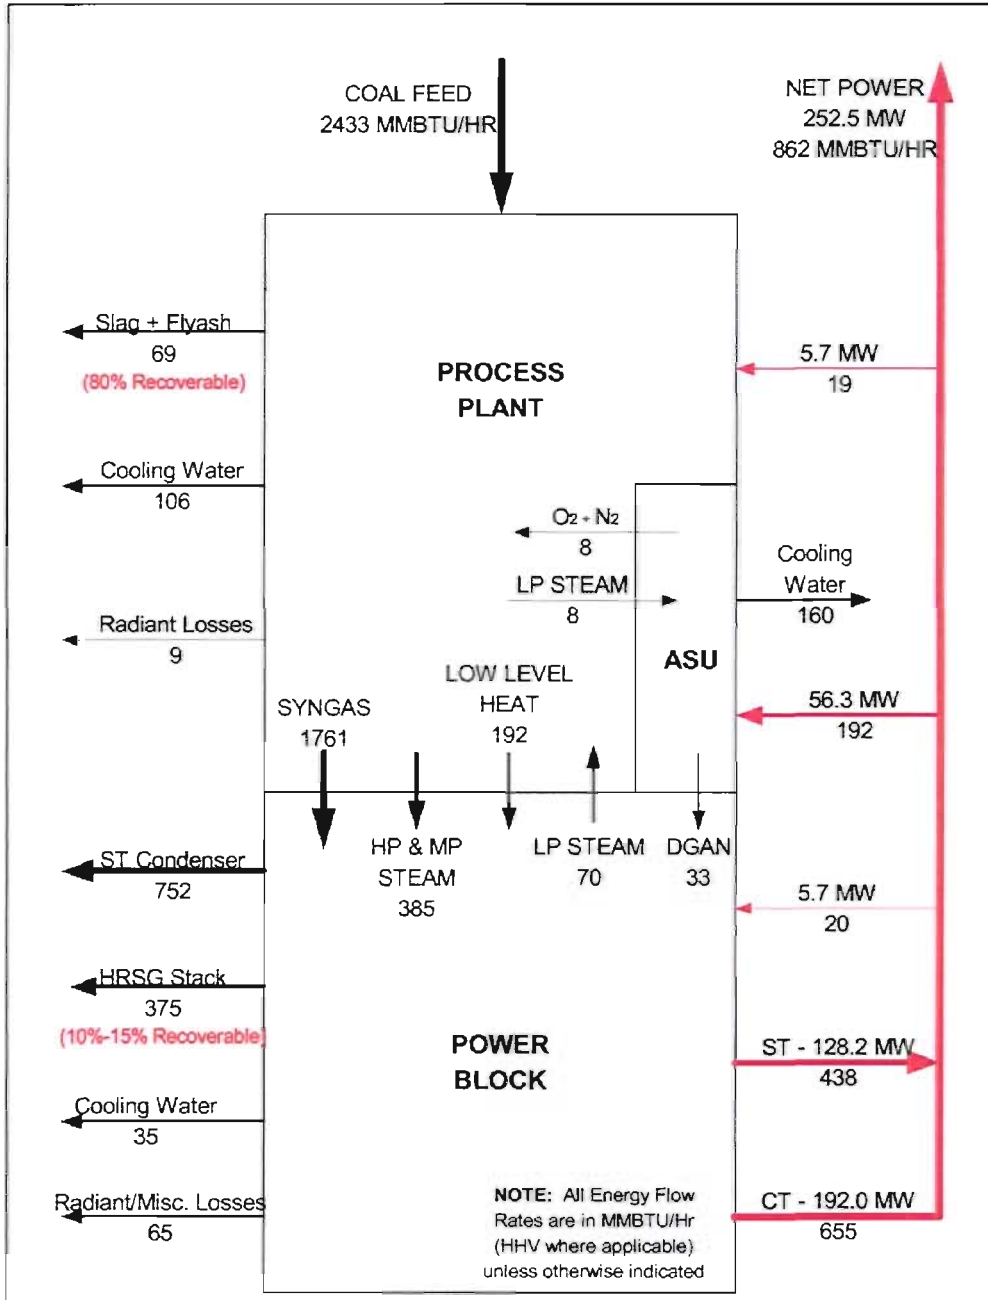 COAL FEED
2433 MMBTU/HR
NET POWER
252.5 MW
862 MMBTU/HR
Slag + Flyash
69
(80% Recoverable)
PROCESS
PLANT
5.7 MW
19
Cooling Water
106
O2 - N2
8
LP STEAM
8
Cooling
Water
160
Radiant Losses
9
ASU
LOW LEVEL
HEAT
192
SYNGAS
1761
56.3 MW
192
ST Condenser
752
HP & MP
STEAM
385
LP STEAM
70
DGAN
33
5.7 MW
20
HRSG Stack
375
(10%-15% Recoverable)
POWER
BLOCK
ST - 128.2 MW
438
Cooling Water
35
Radiant/Misc. Losses
65
NOTE: All Energy Flow
Rates are in MMBTU/Hr
(HHV where applicable)
unless otherwise indicated
CT - 192.0 MW
655